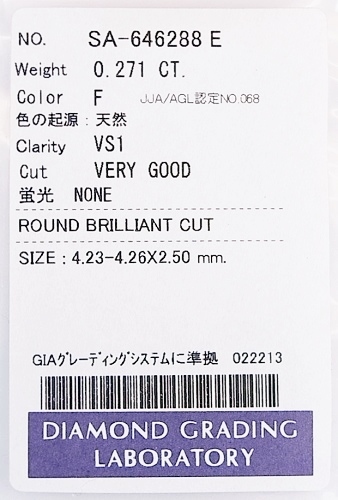 NO. SA-646288 E
Weight 0.271 CT.
Color F JJA/AGL認定NO.068
色の起源：天然
Clarity VS1
Cut VERY GOOD
蛍光 NONE
ROUND BRILLIANT CUT
SIZE : 4.23-4.26X2.50 mm.
GIAグレーディングシステムに準拠 022213
DIAMOND GRADING
LABORATORY